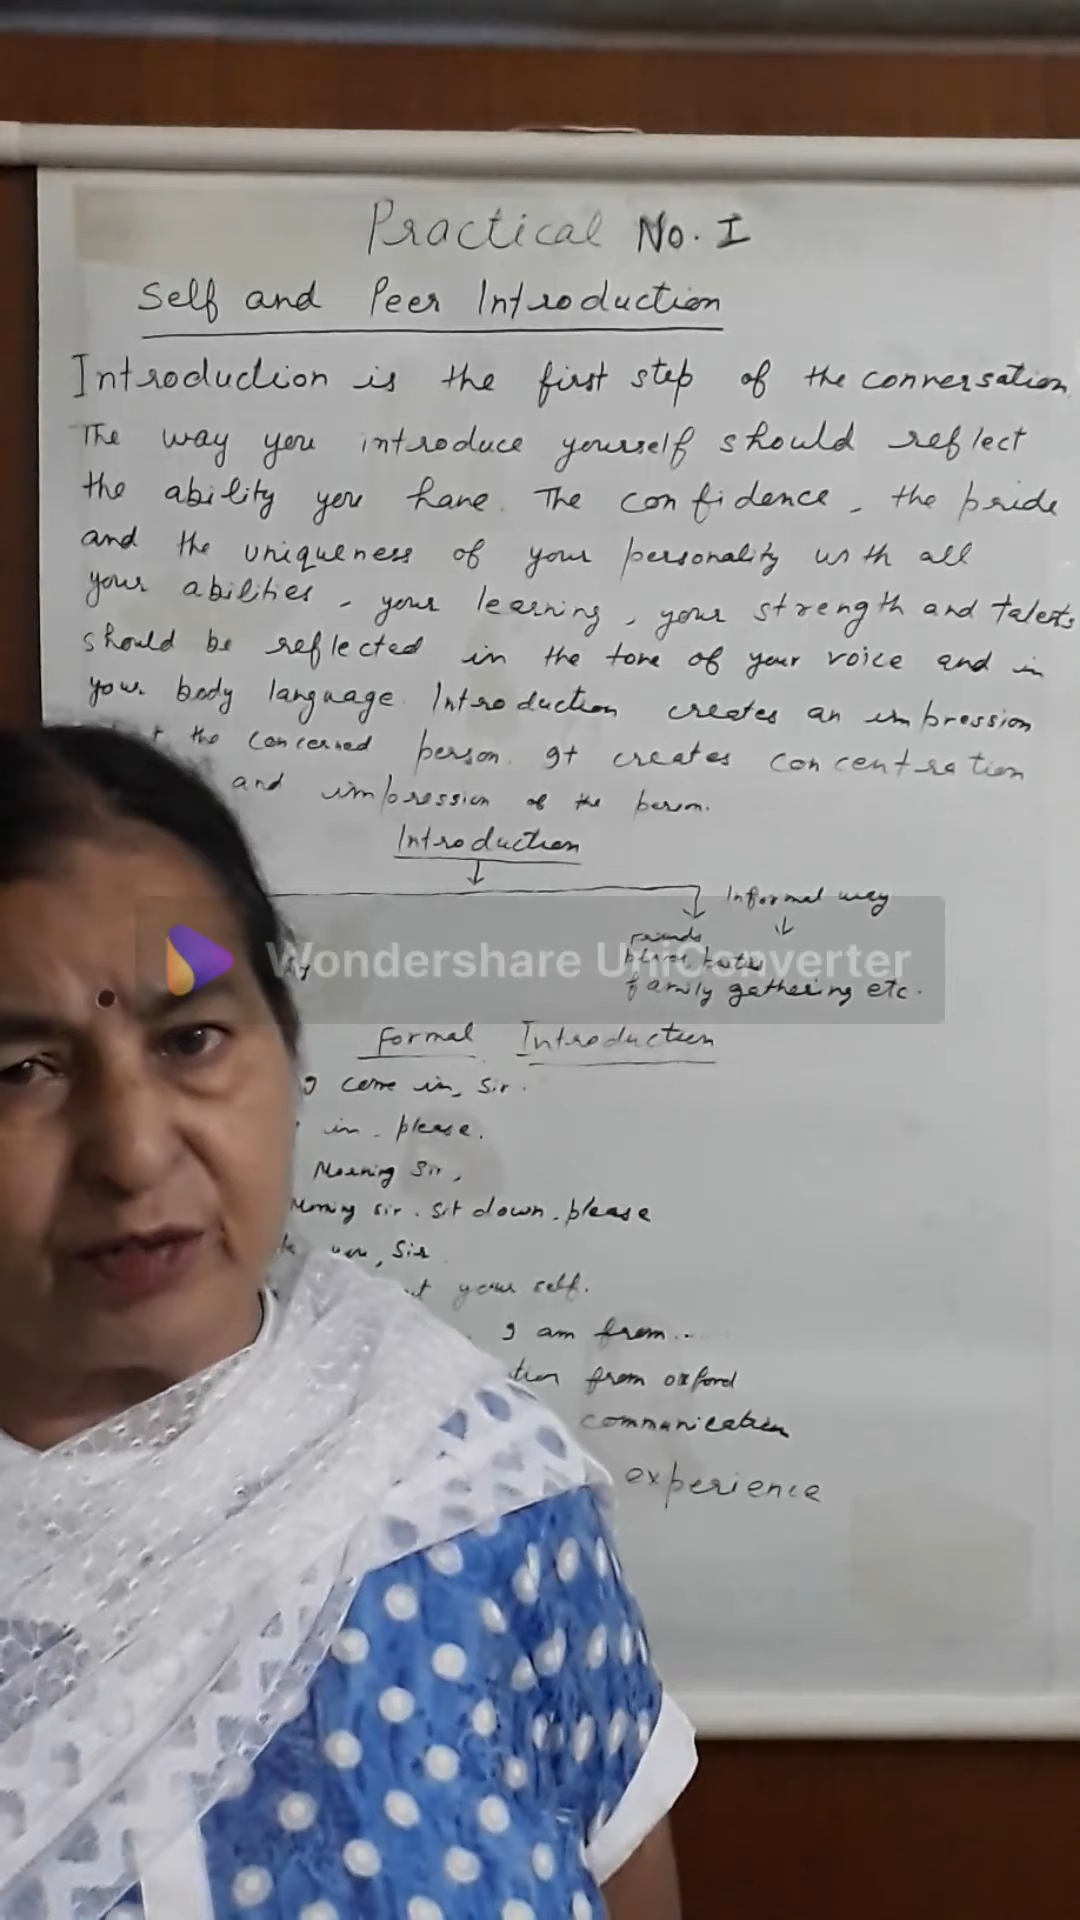 Practical No. I
Self and Peer Introduction
Introduction is the first step of the conversation.
The way you introduce yourself should reflect
the ability you have. The confidence, the pride
and the uniqueness of your personality with all
your abilities, your learning, your strength and talents
should be reflected in the tone of your voice and in
your body language. Introduction creates an impression
the concerned person. It creates concentration
and impression of the person.
Introduction
Informal way
Friends
family gathering etc.
Wondershare UniConverter
Formal Introduction
I come in, Sir.
in, please.
Morning Sir,
Morning sir. Sit down, please
you, Sir
your self.
I am from...
from oxford
communication
experience